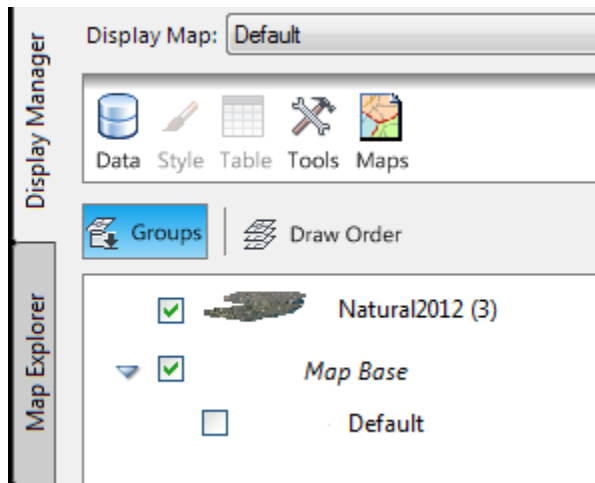 Display Manager
Map Explorer
Display Map: Default
Data Style Table Tools Maps
Groups Draw Order
Natural2012 (3)
Map Base
Default